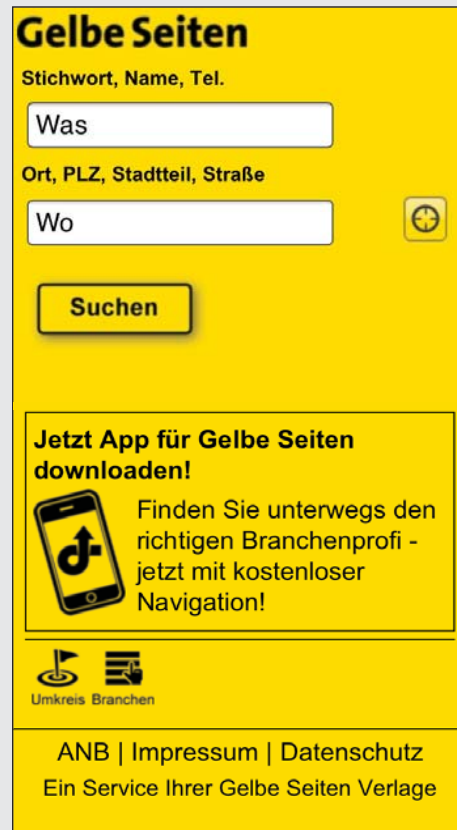 Gelbe Seiten
Stichwort, Name, Tel.
Was
Ort, PLZ, Stadtteil, Straße
Wo
Suchen
Jetzt App für Gelbe Seiten
downloaden!
Finden Sie unterwegs den
richtigen Branchenprofi -
jetzt mit kostenloser
Navigation!
Umkreis Branchen
ANB | Impressum | Datenschutz
Ein Service Ihrer Gelbe Seiten Verlage